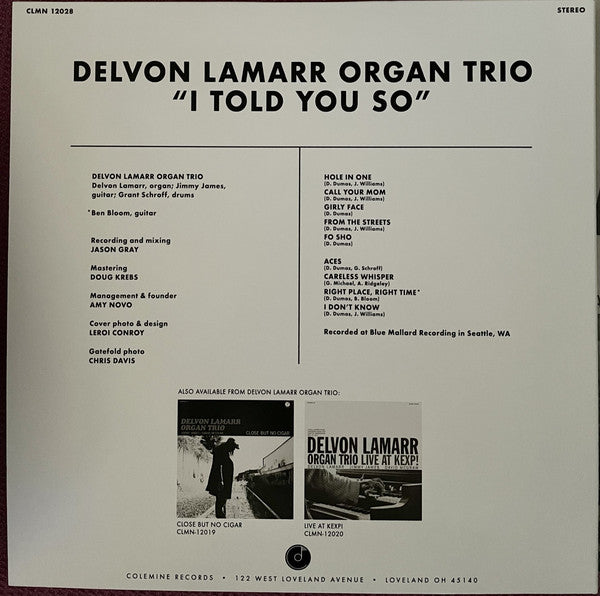 CLMN 12028
STEREO
DELVON LAMARR ORGAN TRIO
“I TOLD YOU SO”
DELVON LAMARR ORGAN TRIO
Delvon Lamarr, organ; Jimmy James,
guitar; Grant Schroff, drums
*Ben Bloom, guitar
Recording and mixing
JASON GRAY
Mastering
DOUG KREBS
Management & founder
AMY NOVO
Cover photo & design
LEROI CONROY
Gatefold photo
CHRIS DAVIS
HOLE IN ONE
(D. Dumas, J. Williams)
CALL YOUR MOM
(D. Dumas, J. Williams)
GIRLY FACE
(D. Dumas)
FROM THE STREETS
(D. Dumas, J. Williams)
FO SHO
(D. Dumas)
ACES
(D. Dumas, G. Schroff)
CARELESS WHISPER
(G. Michael, A. Ridgeley)
RIGHT PLACE, RIGHT TIME*
(D. Dumas, B. Bloom)
I DON'T KNOW
(D. Dumas, J. Williams)
Recorded at Blue Mallard Recording in Seattle, WA
ALSO AVAILABLE FROM DELVON LAMARR ORGAN TRIO:
DELVON LAMARR
ORGAN TRIO
CLOSE BUT NO CIGAR
DELVON LAMARR
ORGAN TRIO LIVE AT KEXP!
DELVON LAMARR JIMMY JAMES DAVID MCGRAW
CLOSE BUT NO CIGAR
CLMN-12019
LIVE AT KEXP!
CLMN-12020
COLEMINE RECORDS • 122 WEST LOVELAND AVENUE • LOVELAND OH 45140